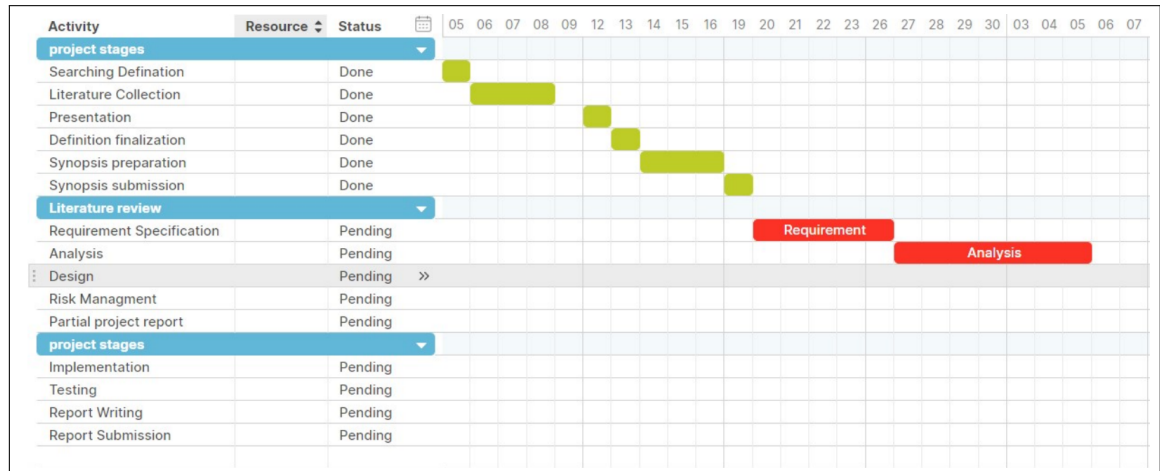 Activity Resource Status 05 06 07 08 09 12 13 14 15 16 19 20 21 22 23 26 27 28 29 30 03 04 05 06 07
project stages
Searching Defination Done
Literature Collection Done
Presentation Done
Definition finalization Done
Synopsis preparation Done
Synopsis submission Done
Literature review
Requirement Specification Pending Requirement
Analysis Pending Analysis
Design Pending »
Risk Managment Pending
Partial project report Pending
project stages
Implementation Pending
Testing Pending
Report Writing Pending
Report Submission Pending